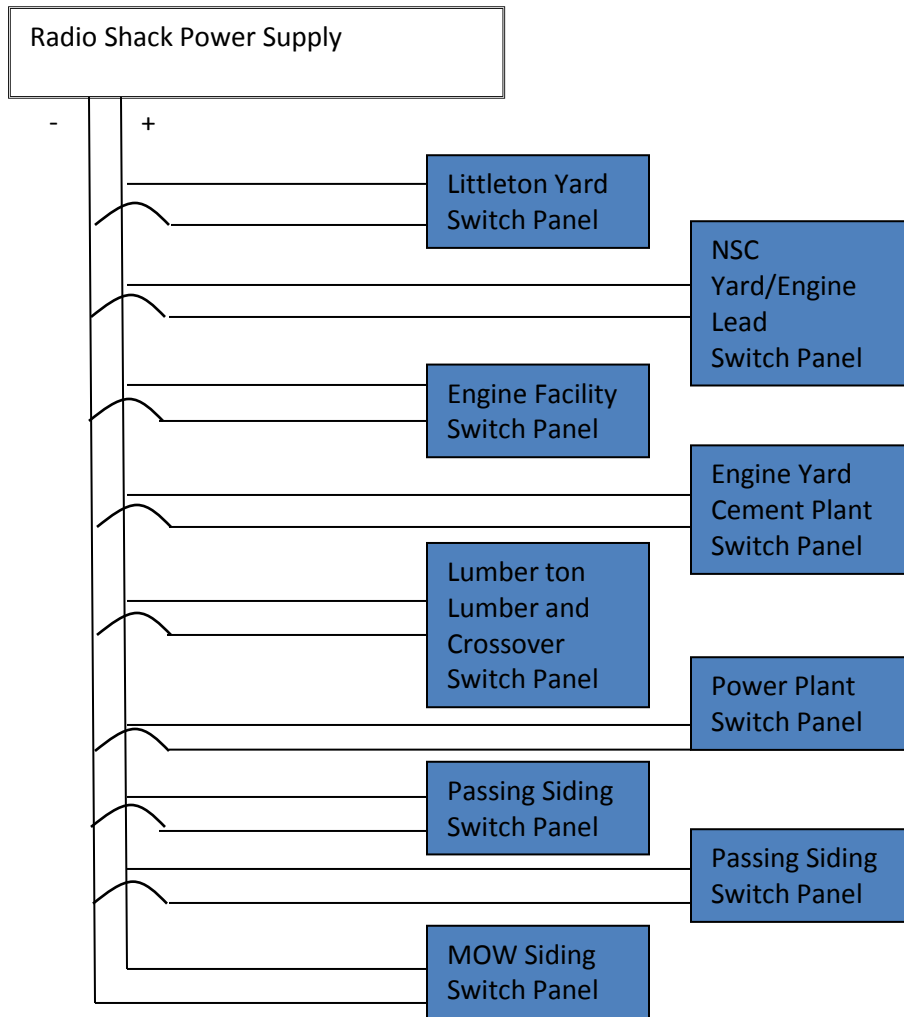 Radio Shack Power Supply
- +
Littleton Yard
Switch Panel
NSC
Yard/Engine
Lead
Switch Panel
Engine Facility
Switch Panel
Engine Yard
Cement Plant
Switch Panel
Lumber ton
Lumber and
Crossover
Switch Panel
Power Plant
Switch Panel
Passing Siding
Switch Panel
Passing Siding
Switch Panel
MOW Siding
Switch Panel